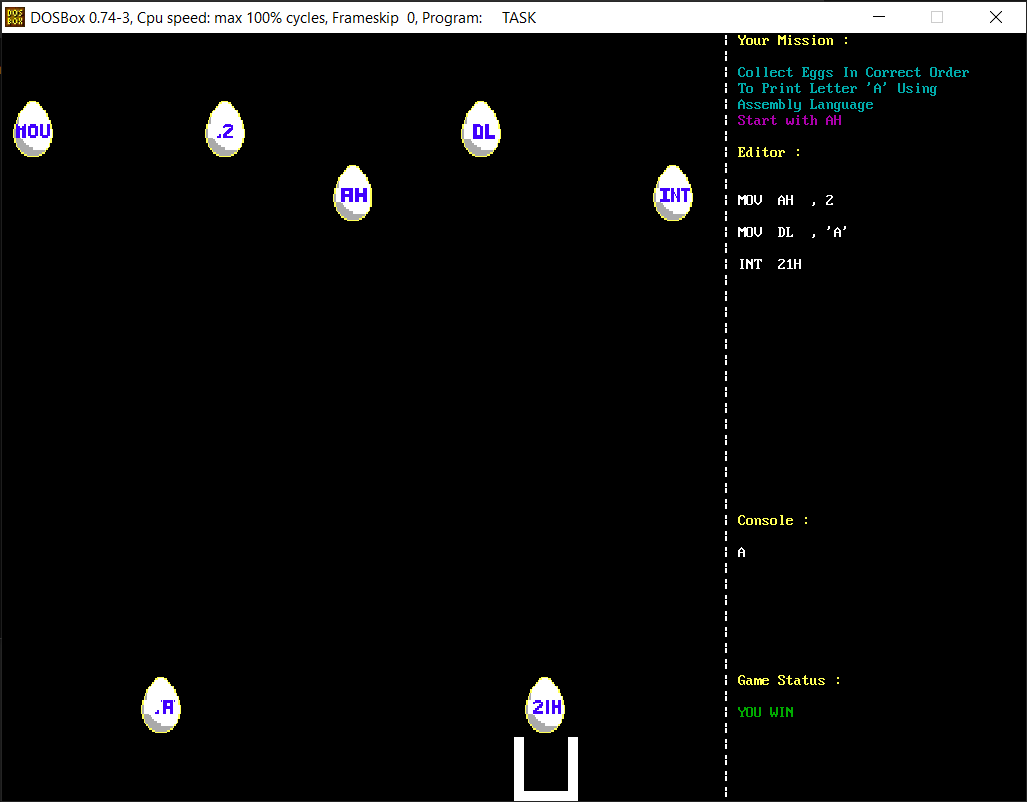 DOS BOX
DOSBox 0.74-3, Cpu speed: max 100% cycles, Frameskip 0, Program: TASK
MOV
,2
DL
AH
INT
,A'
21H
Your Mission :
Collect Eggs In Correct Order
To Print Letter 'A' Using
Assembly Language
Start with AH
Editor :
MOV AH , 2
MOV DL , 'A'
INT 21H
Console :
A
Game Status :
YOU WIN